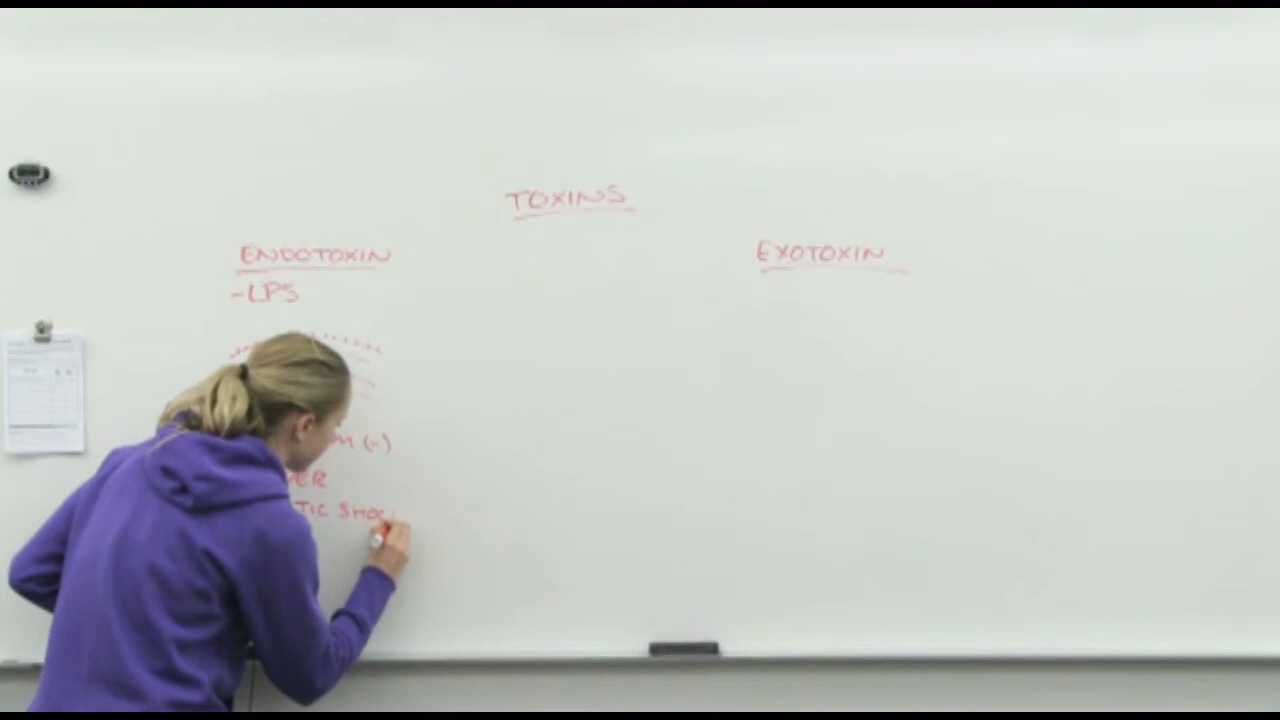 TOXINS
ENDOTOXIN
EXOTOXIN
-LPS
M (-)
ER
TIC SHOC